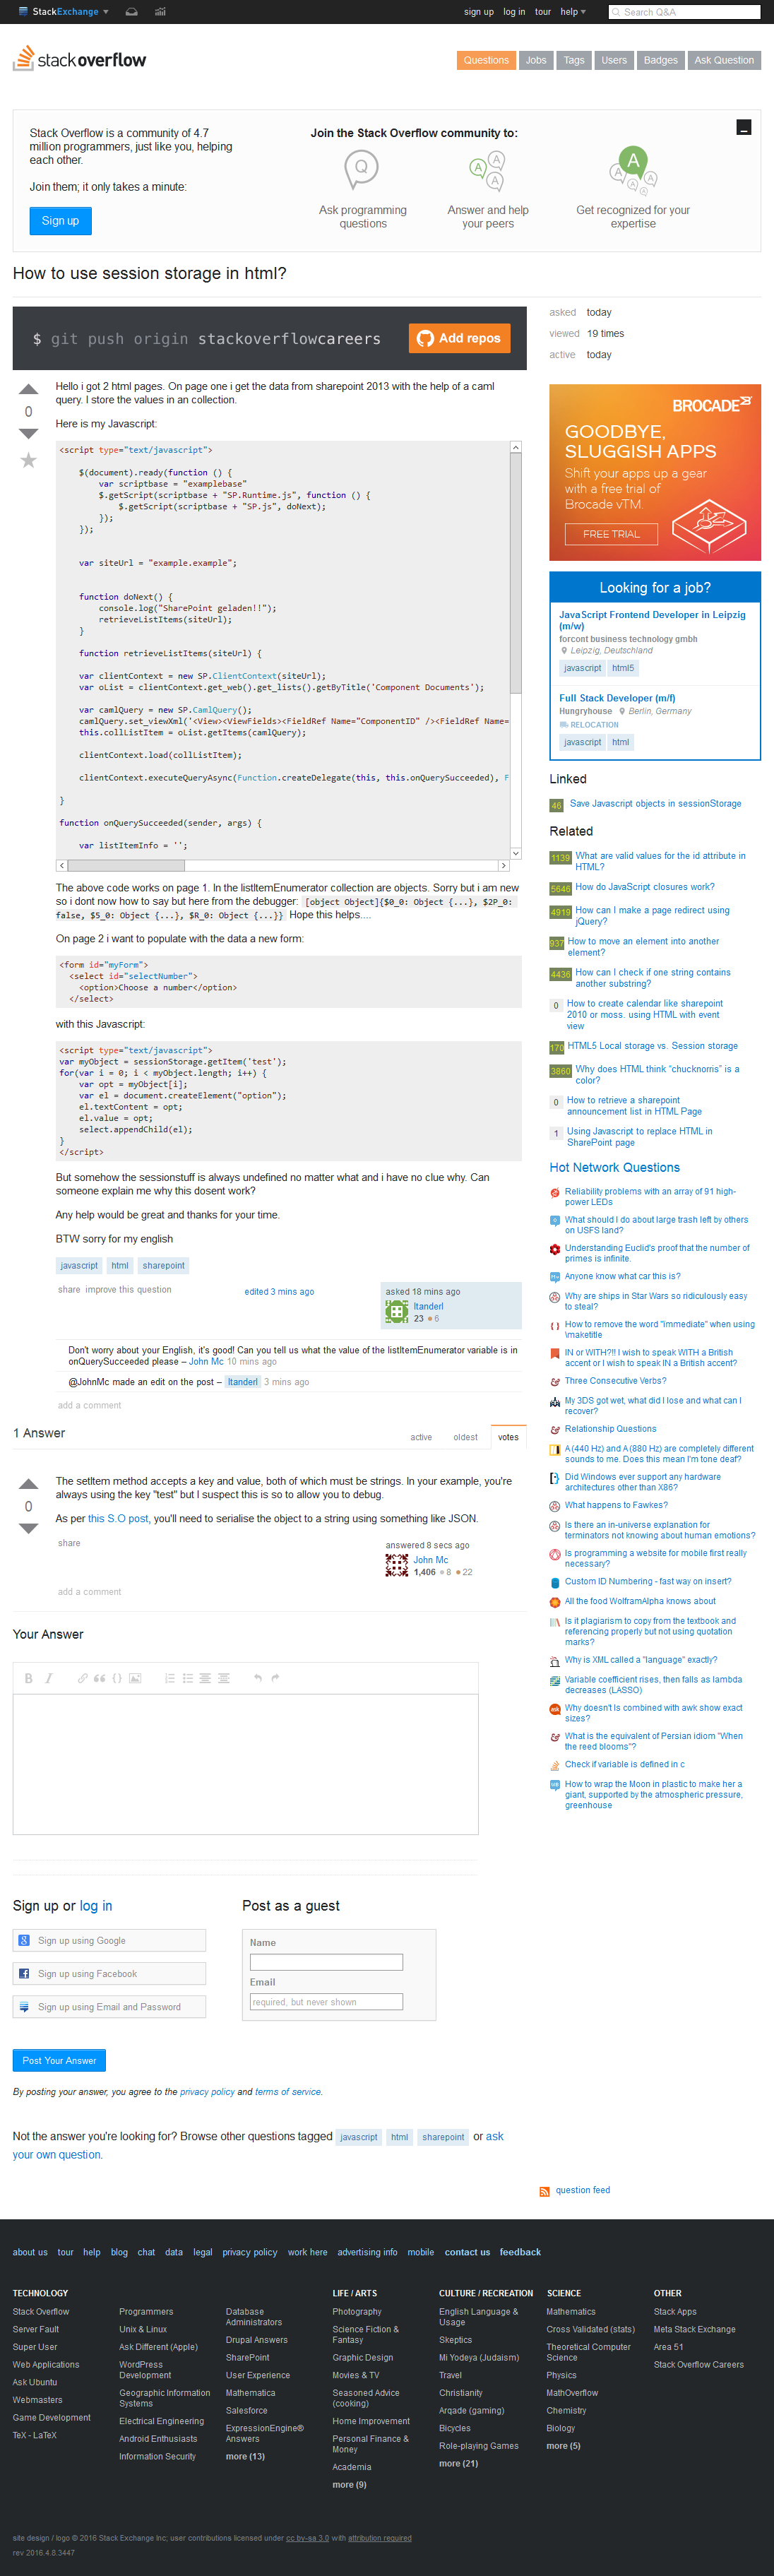 StackExchange
sign up log in tour help
Search Q&A
stackoverflow
Questions Jobs Tags Users Badges Ask Question
Stack Overflow is a community of 4.7
million programmers, just like you, helping
each other.
Join them; it only takes a minute:
Sign up
Join the Stack Overflow community to:
Q
A
A
A
A
A
A
A
A
Ask programming
questions
Answer and help
your peers
Get recognized for your
expertise
How to use session storage in html?
$ git push origin stackoverflowcareers
Add repos
asked today
viewed 19 times
active today
0
Hello i got 2 html pages. On page one i get the data from sharepoint 2013 with the help of a caml
query. I store the values in an collection.
Here is my Javascript:
<script type="text/javascript">
$(document).ready(function () {
var scriptbase = "examplebase"
$.getScript(scriptbase + "SP.Runtime.js", function () {
$.getScript(scriptbase + "SP.js", doNext);
});
});
var siteUrl = "example.example";
function doNext() {
console.log("SharePoint geladen!!");
retrieveListItems(siteUrl);
}
function retrieveListItems(siteUrl) {
var clientContext = new SP.ClientContext(siteUrl);
var oList = clientContext.get_web().get_lists().getByTitle('Component Documents');
var camlQuery = new SP.CamlQuery();
camlQuery.set_viewXml('<View><ViewFields><FieldRef Name="ComponentID" /><FieldRef Name=
this.collListItem = oList.getItems(camlQuery);
clientContext.load(collListItem);
clientContext.executeQueryAsync(Function.createDelegate(this, this.onQuerySucceeded), F
}
function onQuerySucceeded(sender, args) {
var listItemInfo = '';
The above code works on page 1. In the listItemEnumerator collection are objects. Sorry but i am new
so i dont now how to say but here from the debugger: [object Object]{$0_0: Object {...}, $2P_0:
false, $5_0: Object {...}, $R_0: Object {...}} Hope this helps....
On page 2 i want to populate with the data a new form:
<form id="myForm">
<select id="selectNumber">
<option>Choose a number</option>
</select>
with this Javascript:
<script type="text/javascript">
var myObject = sessionStorage.getItem('test');
for(var i = 0; i < myObject.length; i++) {
var opt = myObject[i];
var el = document.createElement("option");
el.textContent = opt;
el.value = opt;
select.appendChild(el);
}
</script>
But somehow the sessionstuff is always undefined no matter what and i have no clue why. Can
someone explain me why this dosent work?
Any help would be great and thanks for your time.
BTW sorry for my english
javascript html sharepoint
share improve this question
edited 3 mins ago
asked 18 mins ago
Itanderl
23 6
Don't worry about your English, it's good! Can you tell us what the value of the listItemEnumerator variable is in
onQuerySucceeded please – John Mc 10 mins ago
@JohnMc made an edit on the post – Itanderl 3 mins ago
add a comment
1 Answer
active oldest votes
0
The setItem method accepts a key and value, both of which must be strings. In your example, you're
always using the key "test" but I suspect this is so to allow you to debug.
As per this S.O post, you'll need to serialise the object to a string using something like JSON.
share
answered 8 secs ago
John Mc
1,406 8 22
add a comment
Your Answer
B I
Sign up or log in
Sign up using Google
Sign up using Facebook
Sign up using Email and Password
Post as a guest
Name
Email
required, but never shown
Post Your Answer
By posting your answer, you agree to the privacy policy and terms of service.
Not the answer you're looking for? Browse other questions tagged javascript html sharepoint or ask
your own question.
BROCADE
GOODBYE,
SLUGGISH APPS
Shift your apps up a gear
with a free trial of
Brocade vTM.
FREE TRIAL
Looking for a job?
JavaScript Frontend Developer in Leipzig
(m/w)
forcont business technology gmbh
Leipzig, Deutschland
javascript html5
Full Stack Developer (m/f)
Hungryhouse Berlin, Germany
RELOCATION
javascript html
Linked
46 Save Javascript objects in sessionStorage
Related
1139 What are valid values for the id attribute in
HTML?
5646 How do JavaScript closures work?
4919 How can I make a page redirect using
jQuery?
937 How to move an element into another
element?
4436 How can I check if one string contains
another substring?
0 How to create calendar like sharepoint
2010 or moss. using HTML with event
view
170 HTML5 Local storage vs. Session storage
3860 Why does HTML think “chucknorris” is a
color?
0 How to retrieve a sharepoint
announcement list in HTML Page
1 Using Javascript to replace HTML in
SharePoint page
Hot Network Questions
Reliability problems with an array of 91 high-
power LEDs
What should I do about large trash left by others
on USFS land?
Understanding Euclid's proof that the number of
primes is infinite.
Anyone know what car this is?
Why are ships in Star Wars so ridiculously easy
to steal?
How to remove the word "immediate" when using
\maketitle
IN or WITH?!! I wish to speak WITH a British
accent or I wish to speak IN a British accent?
Three Consecutive Verbs?
My 3DS got wet, what did I lose and what can I
recover?
Relationship Questions
A (440 Hz) and A (880 Hz) are completely different
sounds to me. Does this mean I'm tone deaf?
Did Windows ever support any hardware
architectures other than X86?
What happens to Fawkes?
Is there an in-universe explanation for
terminators not knowing about human emotions?
Is programming a website for mobile first really
necessary?
Custom ID Numbering - fast way on insert?
All the food WolframAlpha knows about
Is it plagiarism to copy from the textbook and
referencing properly but not using quotation
marks?
Why is XML called a "language" exactly?
Variable coefficient rises, then falls as lambda
decreases (LASSO)
Why doesn't ls combined with awk show exact
sizes?
What is the equivalent of Persian idiom "When
the reed blooms"?
Check if variable is defined in c
How to wrap the Moon in plastic to make her a
giant, supported by the atmospheric pressure,
greenhouse
question feed
about us tour help blog chat data legal privacy policy work here advertising info mobile contact us feedback
TECHNOLOGY
Stack Overflow
Server Fault
Super User
Web Applications
Ask Ubuntu
Webmasters
Game Development
TeX - LaTeX
Programmers
Unix & Linux
Ask Different (Apple)
WordPress
Development
Geographic Information
Systems
Electrical Engineering
Android Enthusiasts
Information Security
Database
Administrators
Drupal Answers
SharePoint
User Experience
Mathematica
Salesforce
ExpressionEngine®
Answers
more (13)
LIFE / ARTS
Photography
Science Fiction &
Fantasy
Graphic Design
Movies & TV
Seasoned Advice
(cooking)
Home Improvement
Personal Finance &
Money
Academia
more (9)
CULTURE / RECREATION
English Language &
Usage
Skeptics
Mi Yodeya (Judaism)
Travel
Christianity
Arqade (gaming)
Bicycles
Role-playing Games
more (21)
SCIENCE
Mathematics
Cross Validated (stats)
Theoretical Computer
Science
Physics
MathOverflow
Chemistry
Biology
more (5)
OTHER
Stack Apps
Meta Stack Exchange
Area 51
Stack Overflow Careers
site design / logo © 2016 Stack Exchange Inc; user contributions licensed under cc by-sa 3.0 with attribution required
rev 2016.4.8.3447